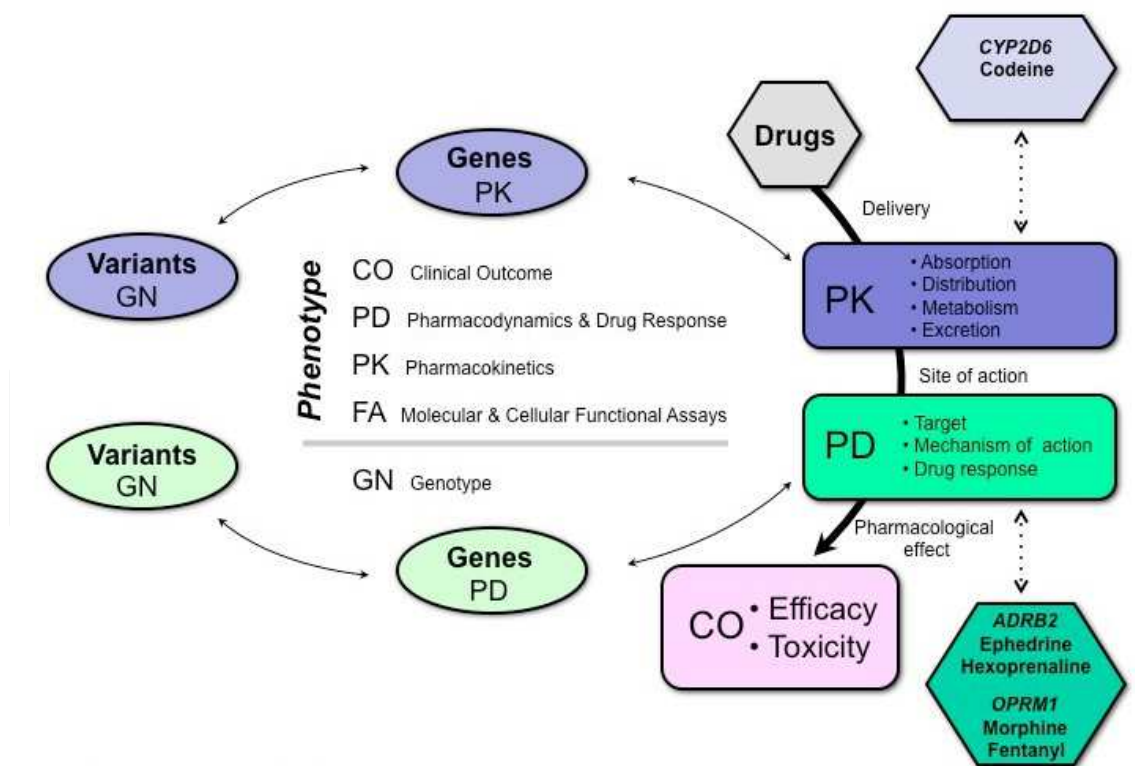 CYP2D6
Codeine
Drugs
Delivery
Genes
PK
Variants
GN
PK
• Absorption
• Distribution
• Metabolism
• Excretion
Phenotype
CO Clinical Outcome
PD Pharmacodynamics & Drug Response
PK Pharmacokinetics
FA Molecular & Cellular Functional Assays
GN Genotype
Site of action
PD
• Target
• Mechanism of action
• Drug response
Variants
GN
Genes
PD
Pharmacological
effect
CO
• Efficacy
• Toxicity
ADRB2
Ephedrine
Hexoprenaline
OPRM1
Morphine
Fentanyl